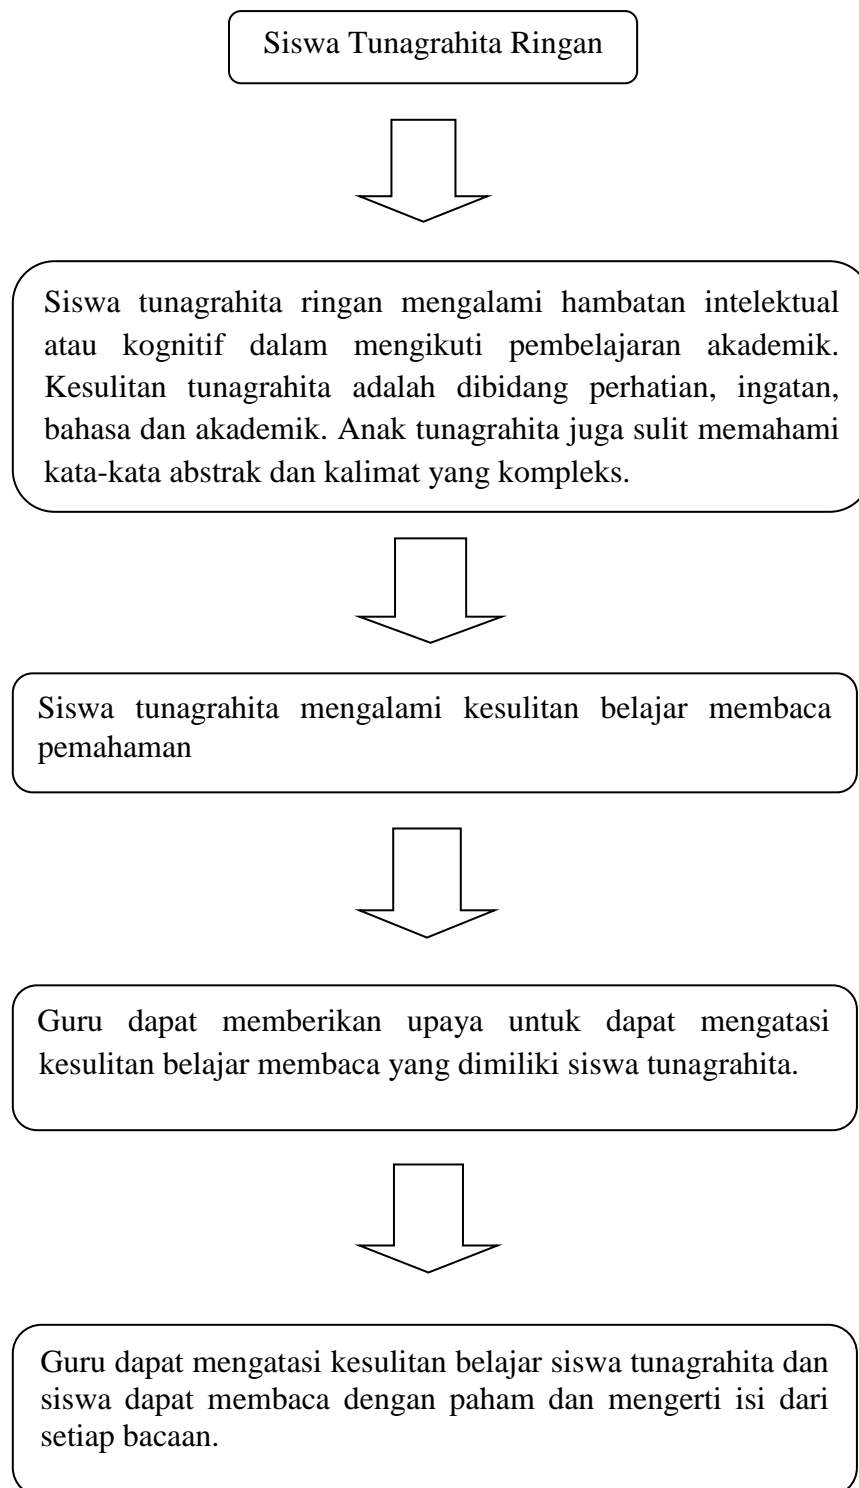 Siswa Tunagrahita Ringan
Siswa tunagrahita ringan mengalami hambatan intelektual
atau kognitif dalam mengikuti pembelajaran akademik.
Kesulitan tunagrahita adalah dibidang perhatian, ingatan,
bahasa dan akademik. Anak tunagrahita juga sulit memahami
kata-kata abstrak dan kalimat yang kompleks.
Siswa tunagrahita mengalami kesulitan belajar membaca
pemahaman
Guru dapat memberikan upaya untuk dapat mengatasi
kesulitan belajar membaca yang dimiliki siswa tunagrahita.
Guru dapat mengatasi kesulitan belajar siswa tunagrahita dan
siswa dapat membaca dengan paham dan mengerti isi dari
setiap bacaan.